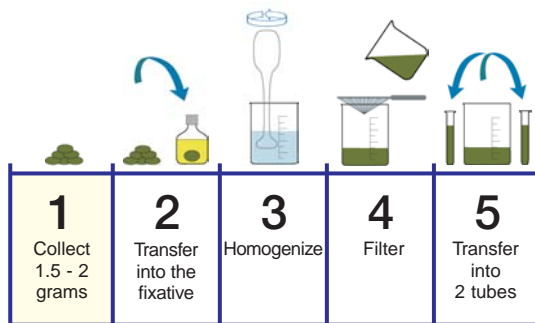 1
Collect
1.5 - 2
grams
2
Transfer
into the
fixative
3
Homogenize
4
Filter
5
Transfer
into
2 tubes